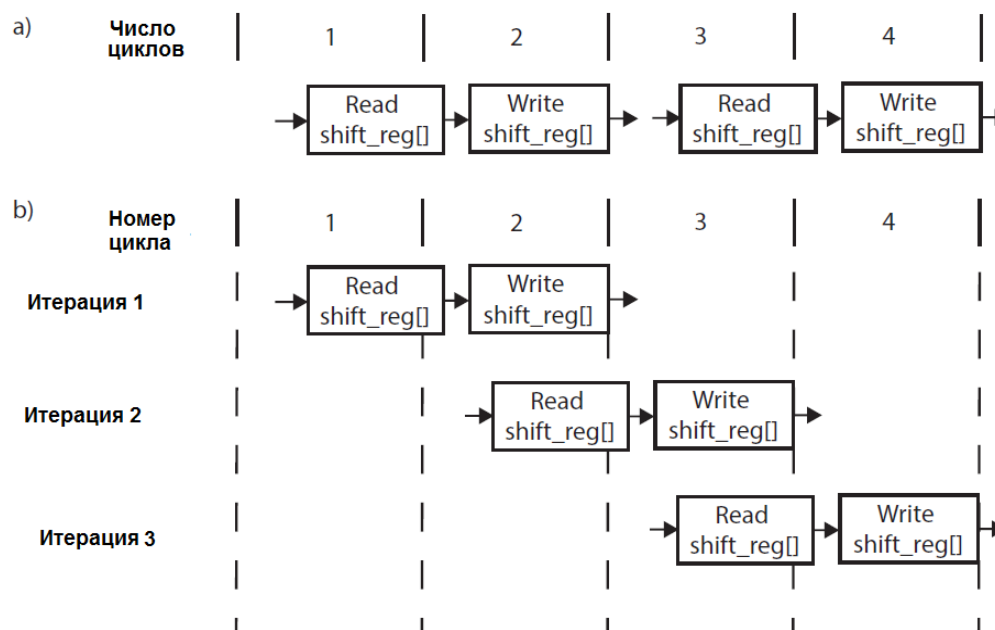 a)
Число
циклов
1 2 3 4
Read
shift_reg[]
Write
shift_reg[]
Read
shift_reg[]
Write
shift_reg[]
b)
Номер
цикла
1 2 3 4
Итерация 1
Read
shift_reg[]
Write
shift_reg[]
Итерация 2
Read
shift_reg[]
Write
shift_reg[]
Итерация 3
Read
shift_reg[]
Write
shift_reg[]